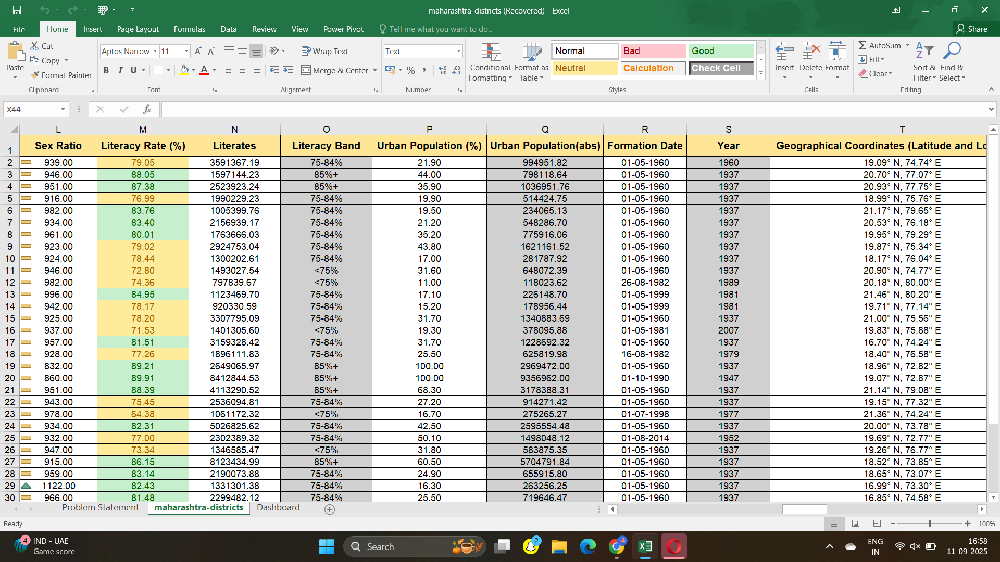 maharashtra-districts (Recovered) - Excel
File Home Insert Page Layout Formulas Data Review View Power Pivot Tell me what you want to do... Share
Paste Cut Copy Format Painter Clipboard
Aptos Narrow 11 B I U A Font
Wrap Text Merge & Center Alignment
Text % , Number
Conditional Formatting Format as Table
Normal Bad Good
Neutral Calculation Check Cell
Styles
Insert Delete Format Cells
AutoSum Fill Clear Sort & Filter Find & Select Editing
X44 fx
L M N O P Q R S T
1 Sex Ratio Literacy Rate (%) Literates Literacy Band Urban Population (%) Urban Population(abs) Formation Date Year Geographical Coordinates (Latitude and Lo
2 939.00 79.05 3591367.19 75-84% 21.90 994951.82 01-05-1960 1960 19.09° N, 74.74° E
3 946.00 88.05 1597144.23 85%+ 44.00 798118.64 01-05-1960 1937 20.70° N, 77.07° E
4 951.00 87.38 2523923.24 85%+ 35.90 1036951.76 01-05-1960 1937 20.93° N, 77.75° E
5 916.00 76.99 1990229.23 75-84% 19.90 514424.75 01-05-1960 1937 18.99° N, 75.76° E
6 982.00 83.76 1005399.76 75-84% 19.50 234065.13 01-05-1960 1937 21.17° N, 79.65° E
7 934.00 83.40 2156939.17 75-84% 21.20 548286.70 01-05-1960 1937 20.53° N, 76.18° E
8 961.00 80.01 1763666.03 75-84% 35.20 775916.06 01-05-1960 1937 19.95° N, 79.29° E
9 923.00 79.02 2924753.04 75-84% 43.80 1621161.52 01-05-1960 1937 19.87° N, 75.34° E
10 924.00 78.44 1300202.61 75-84% 17.00 281787.92 01-05-1960 1937 18.17° N, 76.04° E
11 946.00 72.80 1493027.54 <75% 31.60 648072.39 01-05-1960 1937 20.90° N, 74.77° E
12 982.00 74.36 797839.67 <75% 11.00 118023.62 26-08-1982 1989 20.18° N, 80.00° E
13 996.00 84.95 1123469.70 75-84% 17.10 226148.70 01-05-1999 1981 21.46° N, 80.20° E
14 942.00 78.17 920330.59 75-84% 15.20 178956.44 01-05-1999 1981 19.71° N, 77.14° E
15 925.00 78.20 3307795.09 75-84% 31.70 1340883.69 01-05-1960 1937 21.00° N, 75.56° E
16 937.00 71.53 1401305.60 <75% 19.30 378095.88 01-05-1981 2007 19.83° N, 75.88° E
17 957.00 81.51 3159328.42 75-84% 31.70 1228692.32 01-05-1960 1937 16.70° N, 74.24° E
18 928.00 77.26 1896111.83 75-84% 25.50 625819.98 16-08-1982 1979 18.40° N, 76.58° E
19 832.00 89.21 2649065.97 85%+ 100.00 2969472.00 01-05-1960 1937 18.96° N, 72.82° E
20 860.00 89.91 8412844.53 85%+ 100.00 9356962.00 01-10-1990 1947 19.07° N, 72.87° E
21 951.00 88.39 4113290.52 85%+ 68.30 3178388.31 01-05-1960 1937 21.14° N, 79.08° E
22 943.00 75.45 2536094.81 75-84% 27.20 914271.42 01-05-1960 1937 19.15° N, 77.32° E
23 978.00 64.38 1061172.32 <75% 16.70 275265.27 01-07-1998 1977 21.36° N, 74.24° E
24 934.00 82.31 5026825.62 75-84% 42.50 2595554.48 01-05-1960 1937 20.00° N, 73.78° E
25 932.00 77.00 2302389.32 75-84% 50.10 1498048.12 01-08-2014 1952 19.69° N, 72.77° E
26 947.00 73.34 1346585.47 <75% 31.80 583875.35 01-05-1960 1937 19.26° N, 76.77° E
27 915.00 86.15 8123434.99 85%+ 60.50 5704791.84 01-05-1960 1937 18.52° N, 73.85° E
28 959.00 83.14 2190073.88 75-84% 24.90 655915.80 01-05-1960 1937 18.65° N, 73.07° E
29 1122.00 82.43 1331301.38 75-84% 16.30 263256.25 01-05-1960 1937 16.99° N, 73.30° E
30 966.00 81.48 2299482.12 75-84% 25.50 719646.47 01-05-1960 1937 16.85° N, 74.58° E
Problem Statement maharashtra-districts Dashboard
Ready 100%
4 IND - UAE
Game score
Search 2
ENG
IN
16:58
11-09-2025